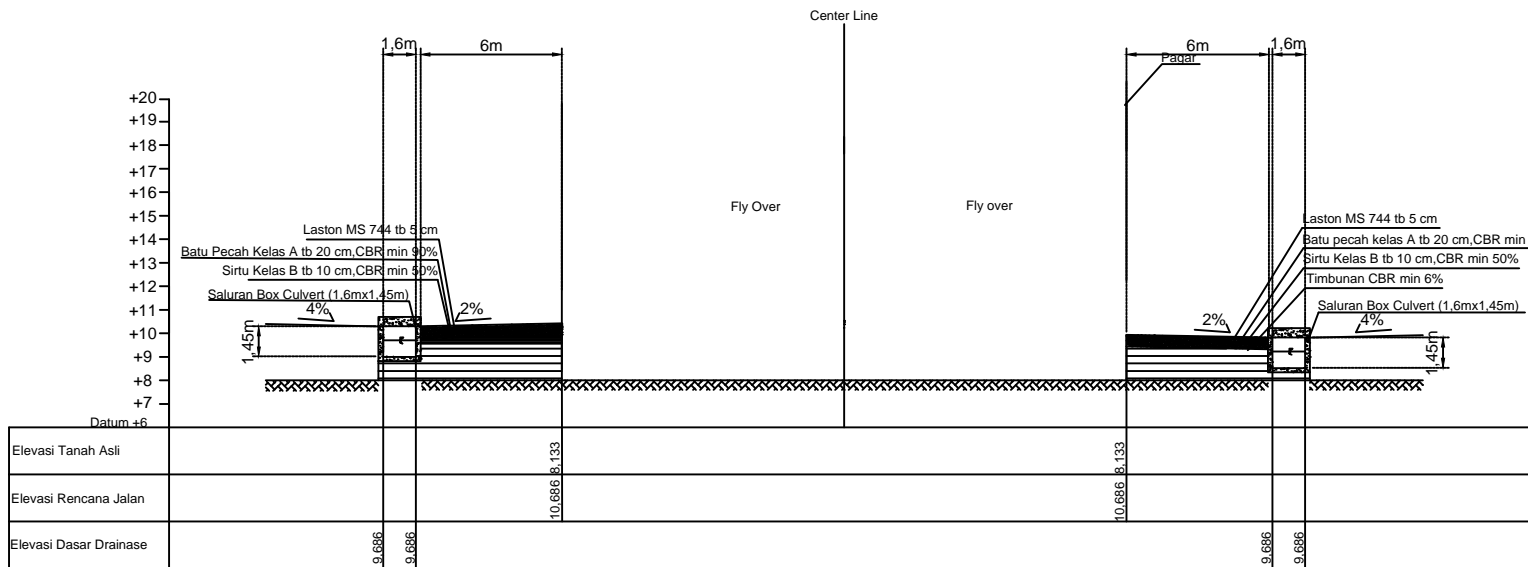 Center Line
1,6m
6m
6m
1,6m
Pagar
+20
+19
+18
+17
+16
+15
+14
+13
+12
+11
+10
+9
+8
+7
Datum +6
Fly Over
Fly over
Laston MS 744 tb 5 cm
Batu Pecah Kelas A tb 20 cm,CBR min 90%
Sirtu Kelas B tb 10 cm,CBR min 50%
Saluran Box Culvert (1,6mx1,45m)
4%
2%
1,45m
Laston MS 744 tb 5 cm
Batu pecah kelas A tb 20 cm,CBR min
Sirtu Kelas B tb 10 cm,CBR min 50%
Timbunan CBR min 6%
Saluran Box Culvert (1,6mx1,45m)
2%
4%
1,45m
Elevasi Tanah Asli
8,133
8,133
Elevasi Rencana Jalan
10,686
10,686
Elevasi Dasar Drainase
9,686
9,686
9,686
9,686